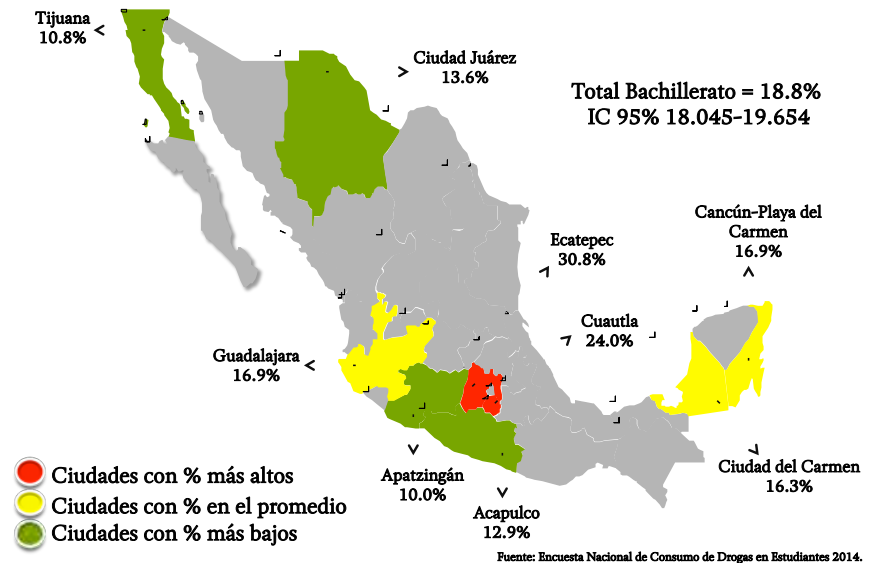 Tijuana
10.8%
Ciudad Juárez
13.6%
Total Bachillerato = 18.8%
IC 95% 18.045-19.654
Cancún-Playa del
Carmen
16.9%
Ecatepec
30.8%
Cuautla
24.0%
Guadalajara
16.9%
Ciudad del Carmen
16.3%
Apatzingán
10.0%
Acapulco
12.9%
Ciudades con % más altos
Ciudades con % en el promedio
Ciudades con % más bajos
Fuente: Encuesta Nacional de Consumo de Drogas en Estudiantes 2014.